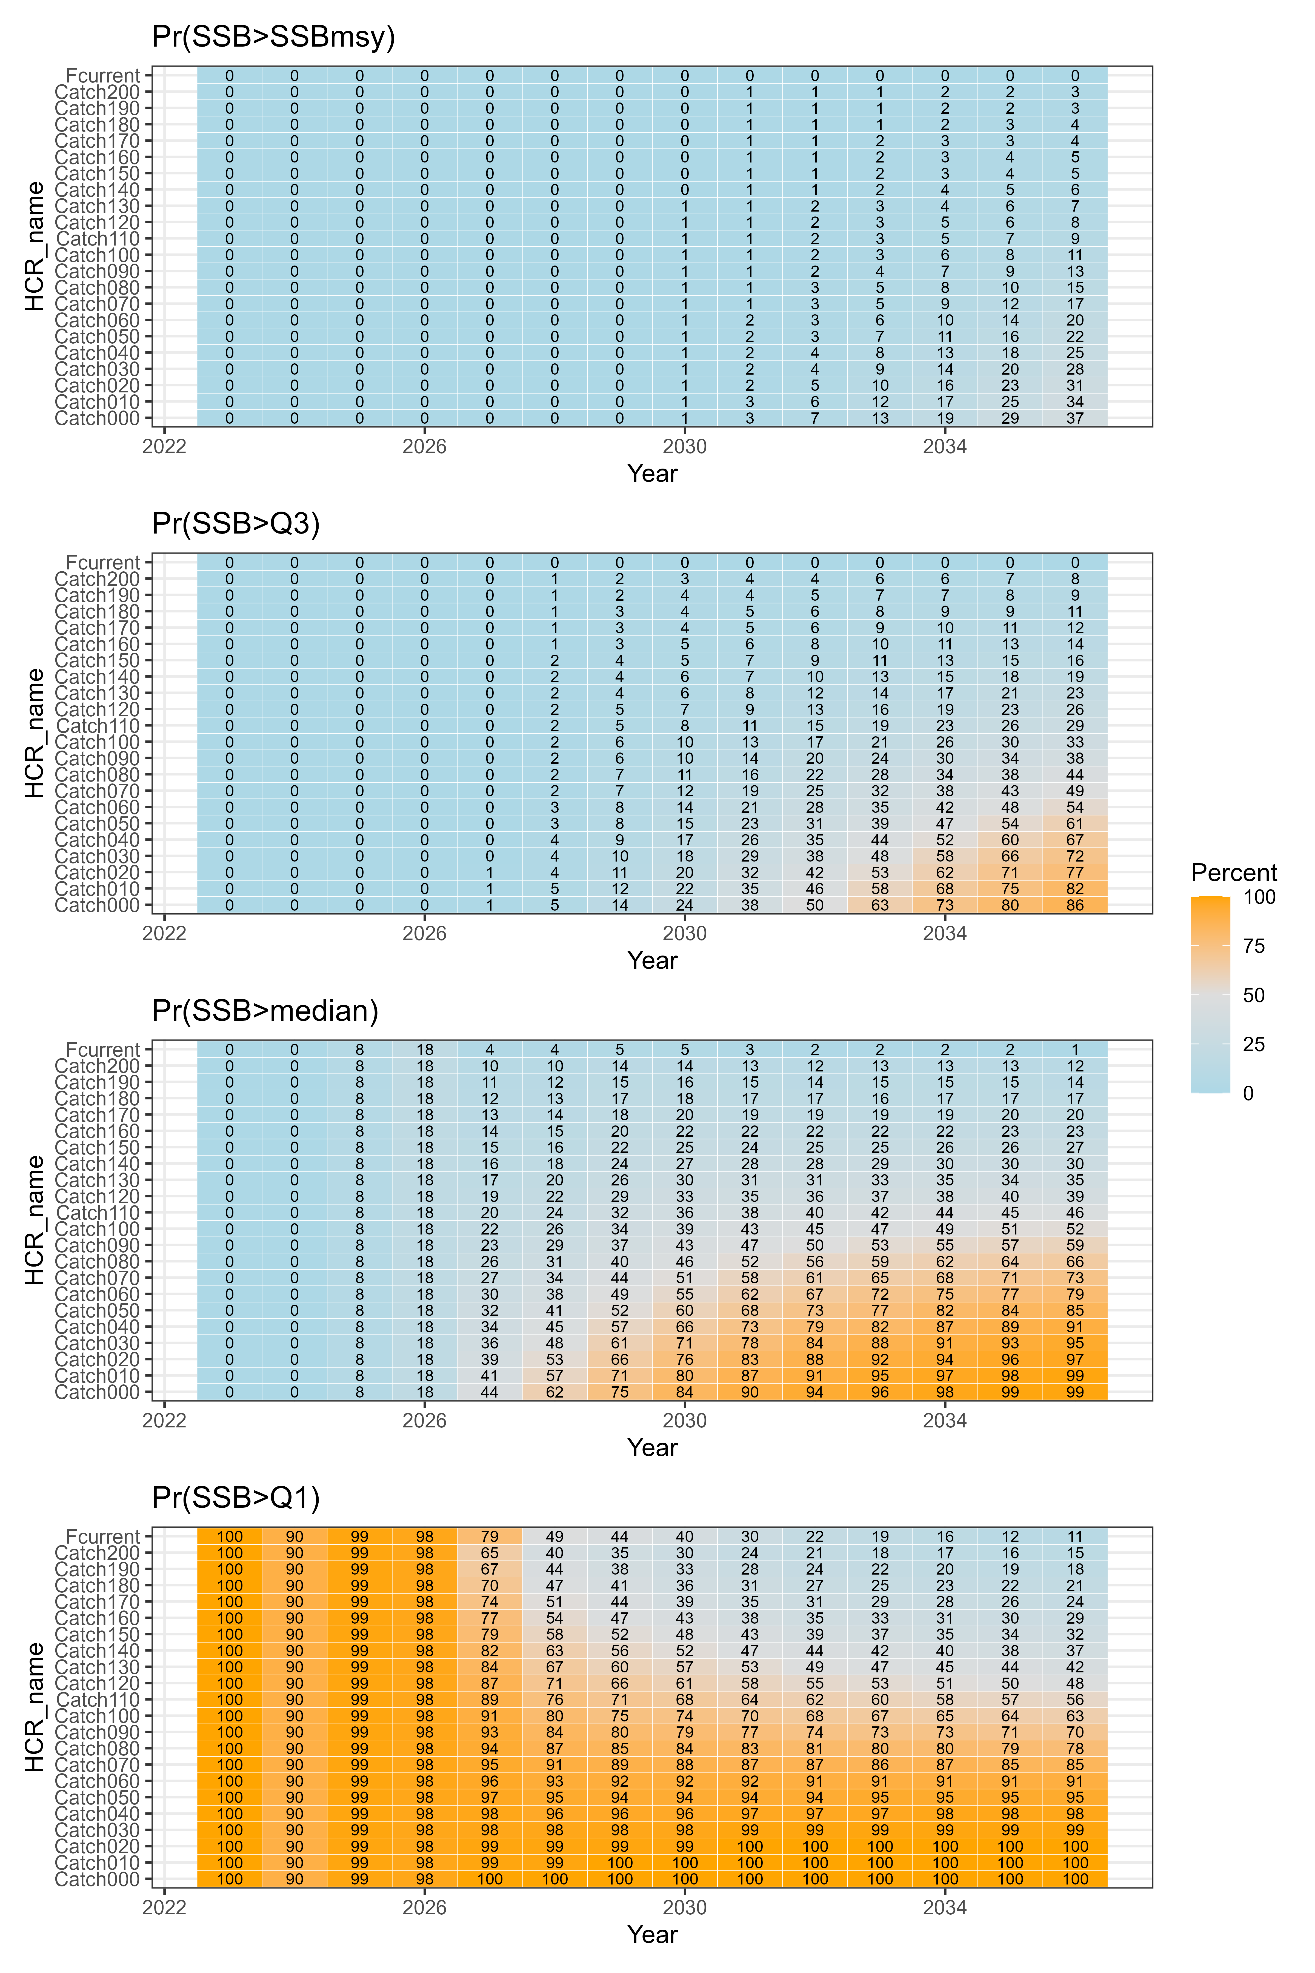 Pr(SSB>SSBmsy)
HCR_name
Fcurrent 0 0 0 0 0 0 0 0 0 0 0 0 0 0
Catch200 0 0 0 0 0 0 0 0 1 1 1 2 2 3
Catch190 0 0 0 0 0 0 0 0 1 1 1 2 2 3
Catch180 0 0 0 0 0 0 0 0 1 1 1 2 3 4
Catch170 0 0 0 0 0 0 0 0 1 1 2 3 3 4
Catch160 0 0 0 0 0 0 0 0 1 1 2 3 4 5
Catch150 0 0 0 0 0 0 0 0 1 1 2 3 4 5
Catch140 0 0 0 0 0 0 0 0 1 1 2 4 5 6
Catch130 0 0 0 0 0 0 0 1 1 2 3 4 6 7
Catch120 0 0 0 0 0 0 0 1 1 2 3 5 6 8
Catch110 0 0 0 0 0 0 0 1 1 2 3 5 7 9
Catch100 0 0 0 0 0 0 0 1 1 2 3 6 8 11
Catch090 0 0 0 0 0 0 0 1 1 2 4 7 9 13
Catch080 0 0 0 0 0 0 0 1 1 3 5 8 10 15
Catch070 0 0 0 0 0 0 0 1 1 3 5 9 12 17
Catch060 0 0 0 0 0 0 0 1 2 3 6 10 14 20
Catch050 0 0 0 0 0 0 0 1 2 3 7 11 16 22
Catch040 0 0 0 0 0 0 0 1 2 4 8 13 18 25
Catch030 0 0 0 0 0 0 0 1 2 4 9 14 20 28
Catch020 0 0 0 0 0 0 0 1 2 5 10 16 23 31
Catch010 0 0 0 0 0 0 0 1 3 6 12 17 25 34
Catch000 0 0 0 0 0 0 0 1 3 7 13 19 29 37
2022 2026 2030 2034
Year
Pr(SSB>Q3)
HCR_name
Fcurrent 0 0 0 0 0 0 0 0 0 0 0 0 0 0
Catch200 0 0 0 0 0 1 2 3 4 4 6 6 7 8
Catch190 0 0 0 0 0 1 2 4 4 5 7 7 8 9
Catch180 0 0 0 0 0 1 3 4 5 6 8 9 9 11
Catch170 0 0 0 0 0 1 3 4 5 6 9 10 11 12
Catch160 0 0 0 0 0 1 3 5 6 8 10 11 13 14
Catch150 0 0 0 0 0 2 4 5 7 9 11 13 15 16
Catch140 0 0 0 0 0 2 4 6 7 10 13 15 18 19
Catch130 0 0 0 0 0 2 4 6 8 12 14 17 21 23
Catch120 0 0 0 0 0 2 5 7 9 13 16 19 23 26
Catch110 0 0 0 0 0 2 5 8 11 15 19 23 26 29
Catch100 0 0 0 0 0 2 6 10 13 17 21 26 30 33
Catch090 0 0 0 0 0 2 6 10 14 20 24 30 34 38
Catch080 0 0 0 0 0 2 7 11 16 22 28 34 38 44
Catch070 0 0 0 0 0 2 7 12 19 25 32 38 43 49
Catch060 0 0 0 0 0 3 8 14 21 28 35 42 48 54
Catch050 0 0 0 0 0 3 8 15 23 31 39 47 54 61
Catch040 0 0 0 0 0 4 9 17 26 35 44 52 60 67
Catch030 0 0 0 0 0 4 10 18 29 38 48 58 66 72
Catch020 0 0 0 0 1 4 11 20 32 42 53 62 71 77
Catch010 0 0 0 0 1 5 12 22 35 46 58 68 75 82
Catch000 0 0 0 0 1 5 14 24 38 50 63 73 80 86
2022 2026 2030 2034
Year
Percent
100
75
50
25
0
Pr(SSB>median)
HCR_name
Fcurrent 0 0 8 18 4 4 5 5 3 2 2 2 2 1
Catch200 0 0 8 18 10 10 14 14 13 12 13 13 13 12
Catch190 0 0 8 18 11 12 15 16 15 14 15 15 15 14
Catch180 0 0 8 18 12 13 17 18 17 17 16 17 17 17
Catch170 0 0 8 18 13 14 18 20 19 19 19 19 20 20
Catch160 0 0 8 18 14 15 20 22 22 22 22 22 23 23
Catch150 0 0 8 18 15 16 22 25 24 25 25 26 26 27
Catch140 0 0 8 18 16 18 24 27 28 28 29 30 30 30
Catch130 0 0 8 18 17 20 26 30 31 31 33 35 34 35
Catch120 0 0 8 18 19 22 29 33 35 36 37 38 40 39
Catch110 0 0 8 18 20 24 32 36 38 40 42 44 45 46
Catch100 0 0 8 18 22 26 34 39 43 45 47 49 51 52
Catch090 0 0 8 18 23 29 37 43 47 50 53 55 57 59
Catch080 0 0 8 18 26 31 40 46 52 56 59 62 64 66
Catch070 0 0 8 18 27 34 44 51 58 61 65 68 71 73
Catch060 0 0 8 18 30 38 49 55 62 67 72 75 77 79
Catch050 0 0 8 18 32 41 52 60 68 73 77 82 84 85
Catch040 0 0 8 18 34 45 57 66 73 79 82 87 89 91
Catch030 0 0 8 18 36 48 61 71 78 84 88 91 93 95
Catch020 0 0 8 18 39 53 66 76 83 88 92 94 96 97
Catch010 0 0 8 18 41 57 71 80 87 91 95 97 98 99
Catch000 0 0 8 18 44 62 75 84 90 94 96 98 99 99
2022 2026 2030 2034
Year
Pr(SSB>Q1)
HCR_name
Fcurrent 100 90 99 98 79 49 44 40 30 22 19 16 12 11
Catch200 100 90 99 98 65 40 35 30 24 21 18 17 16 15
Catch190 100 90 99 98 67 44 38 33 28 24 22 20 19 18
Catch180 100 90 99 98 70 47 41 36 31 27 25 23 22 21
Catch170 100 90 99 98 74 51 44 39 35 31 29 28 26 24
Catch160 100 90 99 98 77 54 47 43 38 35 33 31 30 29
Catch150 100 90 99 98 79 58 52 48 43 39 37 35 34 32
Catch140 100 90 99 98 82 63 56 52 47 44 42 40 38 37
Catch130 100 90 99 98 84 67 60 57 53 49 47 45 44 42
Catch120 100 90 99 98 87 71 66 61 58 55 53 51 50 48
Catch110 100 90 99 98 89 76 71 68 64 62 60 58 57 56
Catch100 100 90 99 98 91 80 75 74 70 68 67 65 64 63
Catch090 100 90 99 98 93 84 80 79 77 74 73 73 71 70
Catch080 100 90 99 98 94 87 85 84 83 81 80 80 79 78
Catch070 100 90 99 98 95 91 89 88 87 87 86 87 85 85
Catch060 100 90 99 98 96 93 92 92 92 91 91 91 91 91
Catch050 100 90 99 98 97 95 94 94 94 94 95 95 95 95
Catch040 100 90 99 98 98 96 96 96 97 97 97 98 98 98
Catch030 100 90 99 98 98 98 98 98 99 99 99 99 99 99
Catch020 100 90 99 98 99 99 99 99 100 100 100 100 100 100
Catch010 100 90 99 98 99 99 100 100 100 100 100 100 100 100
Catch000 100 90 99 98 100 100 100 100 100 100 100 100 100 100
2022 2026 2030 2034
Year